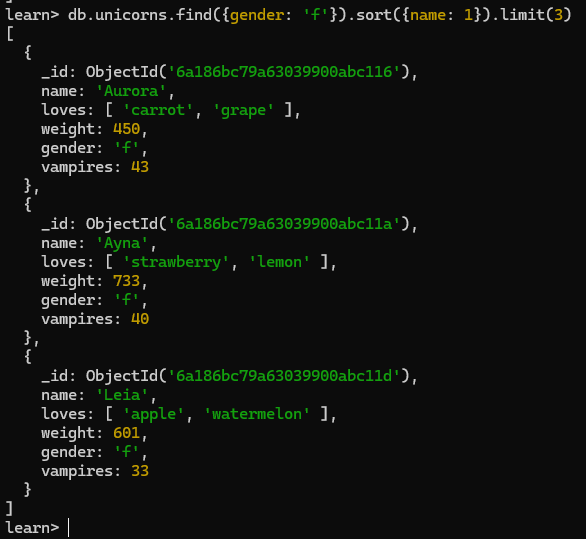 learn> db.unicorns.find({gender: 'f'}).sort({name: 1}).limit(3)
[
  {
    _id: ObjectId('6a186bc79a63039900abc116'),
    name: 'Aurora',
    loves: [ 'carrot', 'grape' ],
    weight: 450,
    gender: 'f',
    vampires: 43
  },
  {
    _id: ObjectId('6a186bc79a63039900abc11a'),
    name: 'Ayna',
    loves: [ 'strawberry', 'lemon' ],
    weight: 733,
    gender: 'f',
    vampires: 40
  },
  {
    _id: ObjectId('6a186bc79a63039900abc11d'),
    name: 'Leia',
    loves: [ 'apple', 'watermelon' ],
    weight: 601,
    gender: 'f',
    vampires: 33
  }
]
learn>